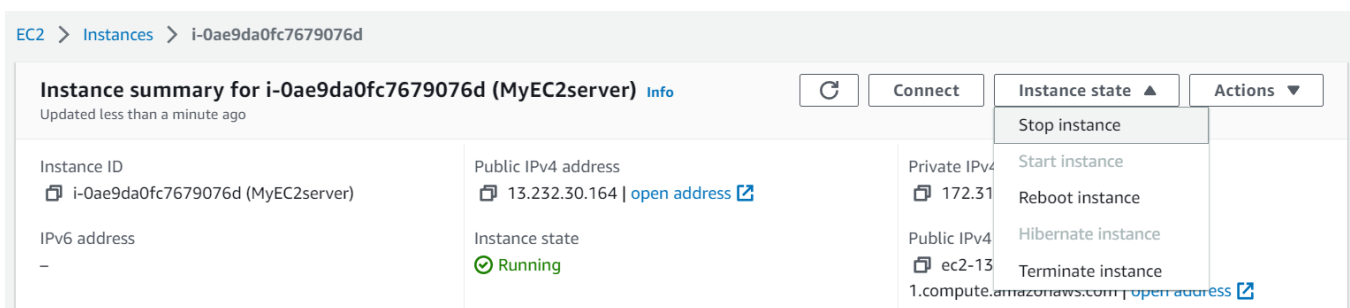 EC2 > Instances > i-0ae9da0fc7679076d
Instance summary for i-0ae9da0fc7679076d (MyEC2server) Info
Updated less than a minute ago
Connect
Instance state ▲
Actions ▼
Stop instance
Start instance
Reboot instance
Hibernate instance
Terminate instance
Instance ID
i-0ae9da0fc7679076d (MyEC2server)
Public IPv4 address
13.232.30.164 | open address
Private IPv4
172.31
IPv6 address
–
Instance state
Running
Public IPv4
ec2-13
1.compute.amazonaws.com | open address